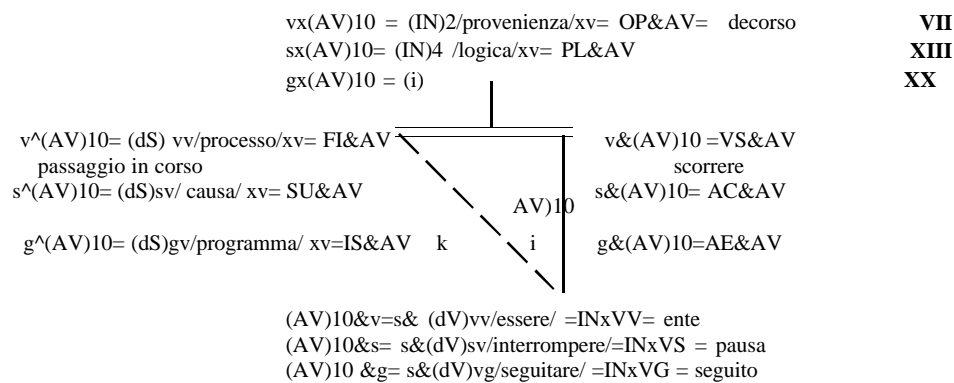 vx(AV)10 = (IN)2/provenienza/xv= OP&AV= decorso VII
sx(AV)10= (IN)4 /logica/xv= PL&AV XIII
gx(AV)10 = (i) XX
v^(AV)10= (dS) vv/processo/xv= FI&AV v&(AV)10 =VS&AV
passaggio in corso scorrere
s^(AV)10= (dS)sv/ causa/ xv= SU&AV s&(AV)10= AC&AV
AV)10
g^(AV)10= (dS)gv/programma/ xv=IS&AV k i g&(AV)10=AE&AV
(AV)10&v=s& (dV)vv/essere/ =INxVV= ente
(AV)10&s= s&(dV)sv/interrompere/=INxVS = pausa
(AV)10 &g= s&(dV)vg/seguitare/ =INxVG = seguito